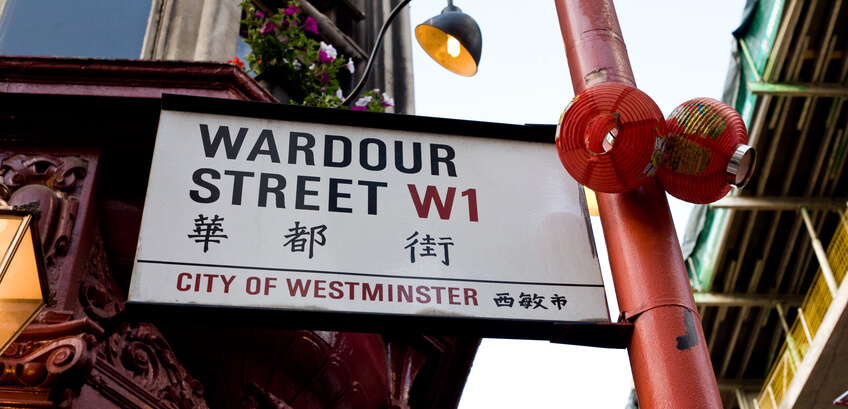 WARDOUR
STREET W1
華都街
CITY OF WESTMINSTER 西敏市